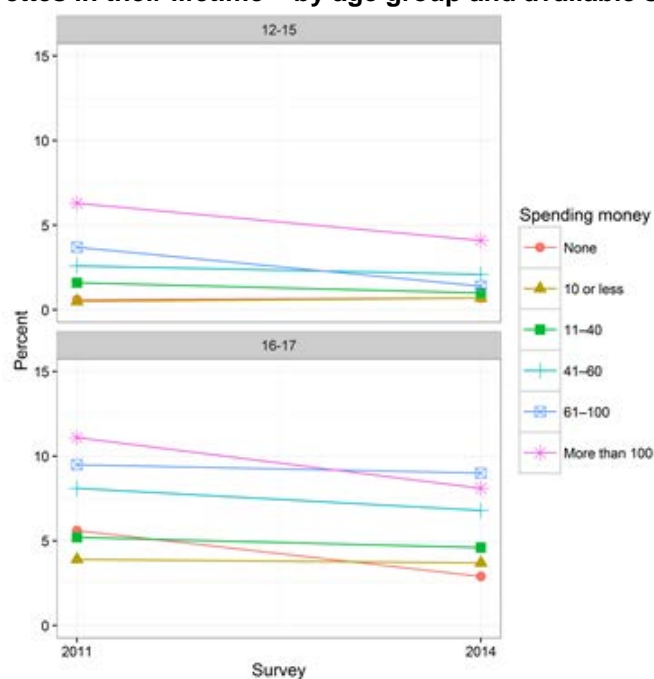 in their lifetime – by age group and available
12-15
15
10
5
0
Percent
16-17
15
10
5
0
2011
2014
Survey
Spending money
None
10 or less
11–40
41–60
61–100
More than 100